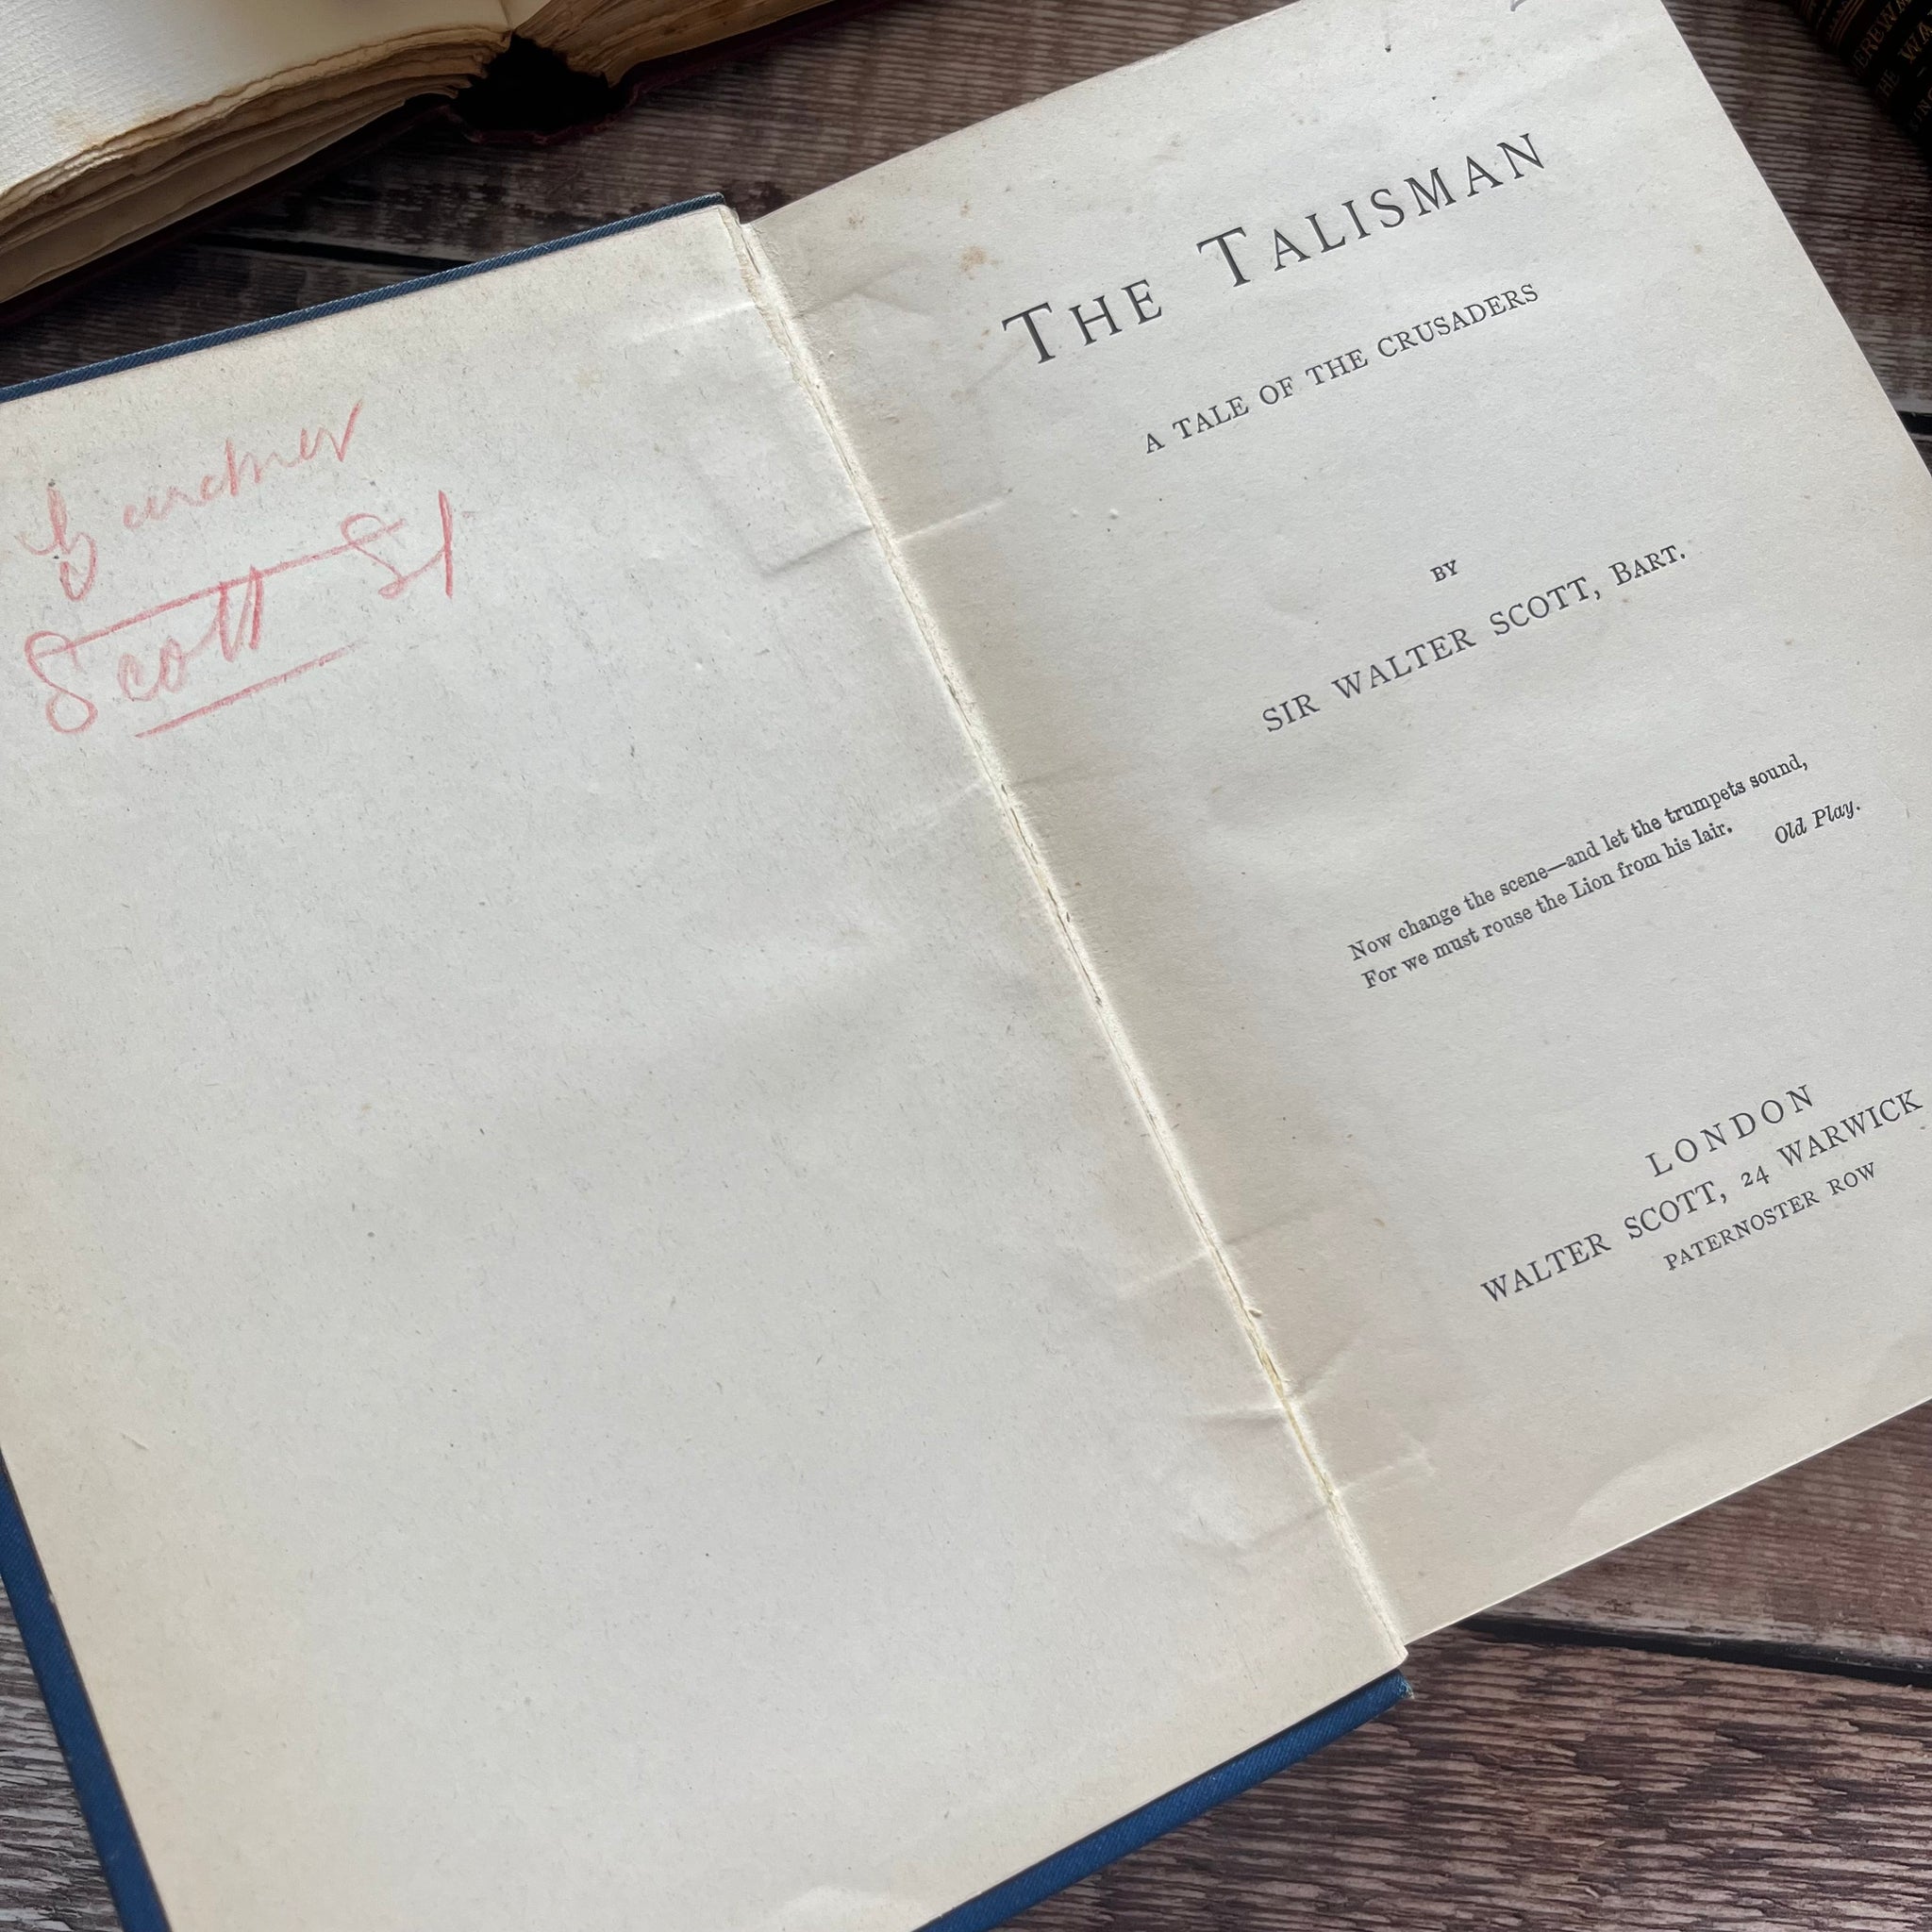 Gardner
Scott St
THE TALISMAN
A TALE OF THE CRUSADERS
BY
SIR WALTER SCOTT, BART.
Now change the scene—and let the trumpets sound,
For we must rouse the Lion from his lair.
Old Play.
LONDON
WALTER SCOTT, 24 WARWICK
PATERNOSTER ROW